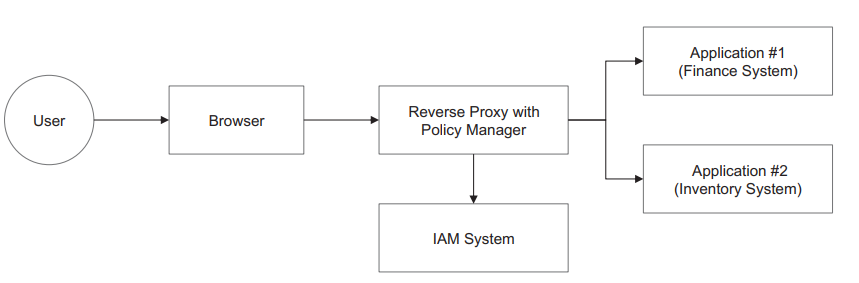 User
Browser
Reverse Proxy with
Policy Manager
Application #1
(Finance System)
Application #2
(Inventory System)
IAM System